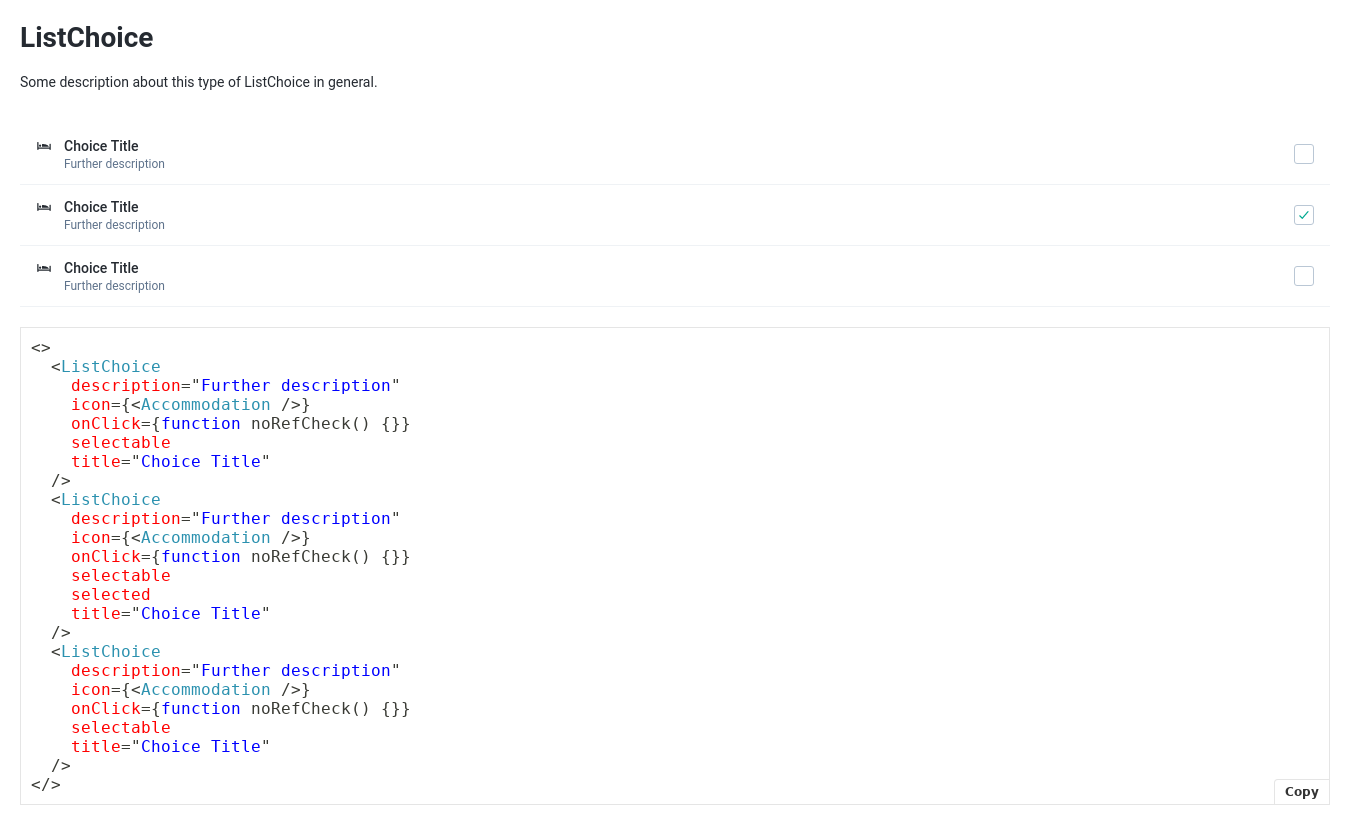 ListChoice
Some description about this type of ListChoice in general.
Choice Title
Further description
Choice Title
Further description
Choice Title
Further description
<>
  <ListChoice
    description="Further description"
    icon={<Accommodation />}
    onClick={function noRefCheck() {}}
    selectable
    title="Choice Title"
  />
  <ListChoice
    description="Further description"
    icon={<Accommodation />}
    onClick={function noRefCheck() {}}
    selectable
    selected
    title="Choice Title"
  />
  <ListChoice
    description="Further description"
    icon={<Accommodation />}
    onClick={function noRefCheck() {}}
    selectable
    title="Choice Title"
  />
</>
Copy